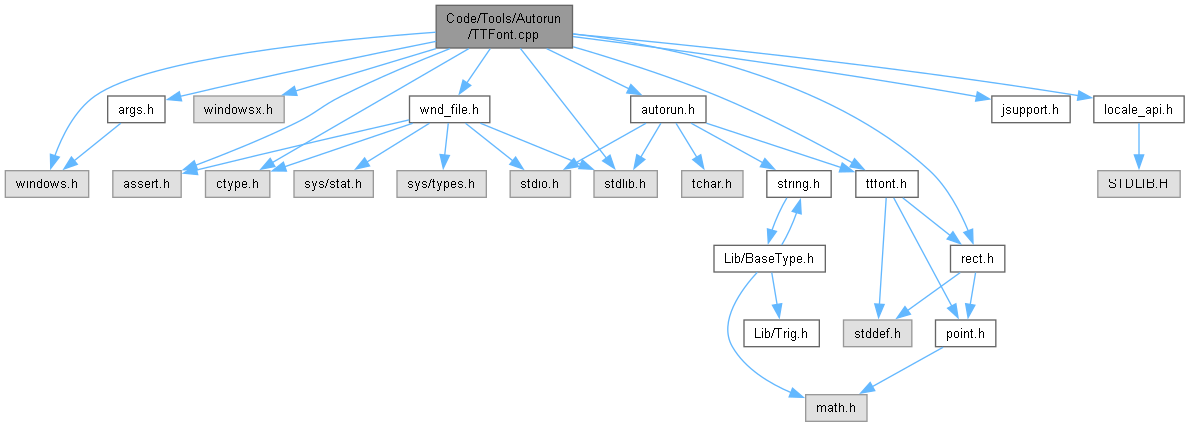 Code/Tools/Autorun
/TTFont.cpp
args.h
windowsx.h
wnd_file.h
autorun.h
jsupport.h
locale_api.h
windows.h
assert.h
ctype.h
sys/stat.h
sys/types.h
stdio.h
stdlib.h
tchar.h
string.h
ttfont.h
STDLIB.H
Lib/BaseType.h
rect.h
Lib/Trig.h
stddef.h
point.h
math.h